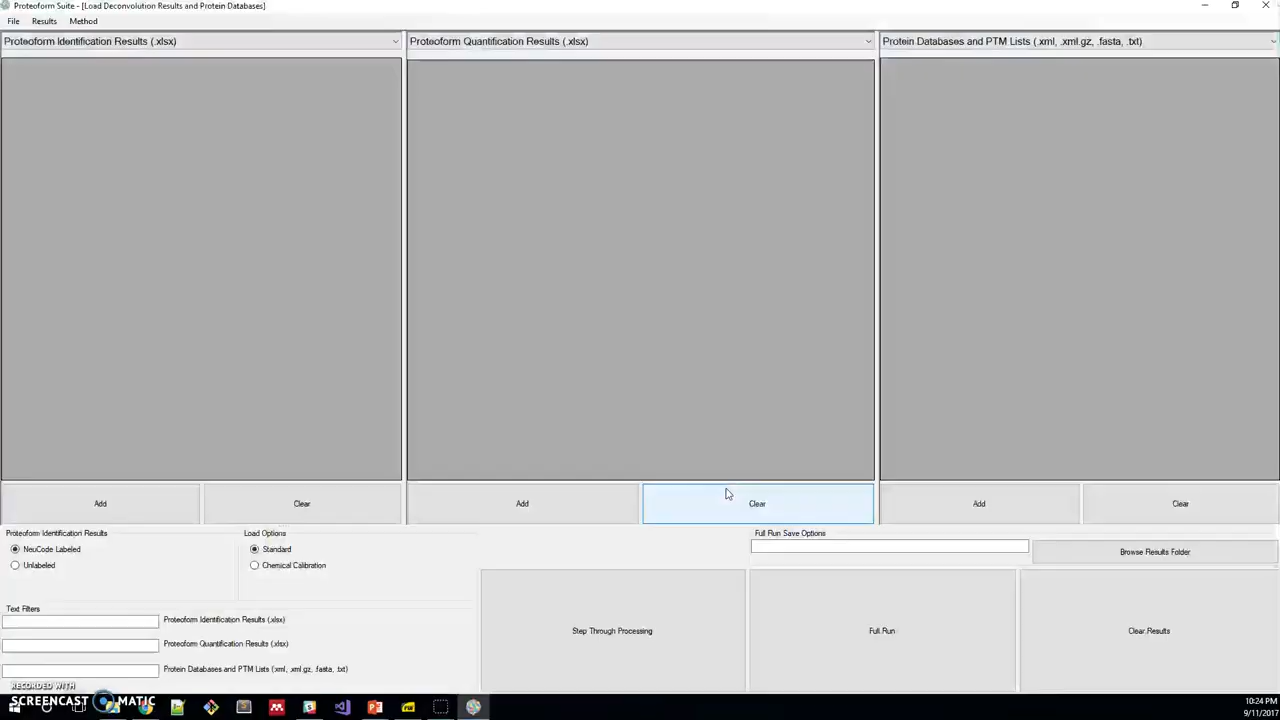 Proteoform Suite - [Load Deconvolution Results and Protein Databases]
File Results Method
Proteoform Identification Results (.xlsx)
Proteoform Quantification Results (.xlsx)
Protein Databases and PTM Lists (.xml, .xml.gz, .fasta, .txt)
Add Clear Add Clear Add Clear
Proteoform Identification Results
NeuCode Labeled
Unlabeled
Load Options
Standard
Chemical Calibration
Full Run Save Options
Browse Results Folder
Text Filters
Proteoform Identification Results (.xlsx)
Proteoform Quantification Results (.xlsx)
Protein Databases and PTM Lists (.xml, .xml.gz, .fasta, .txt)
Step Through Processing
Full Run
Clear Results
RECORDED WITH
SCREENCAST MATIC
10:24 PM
9/11/2017